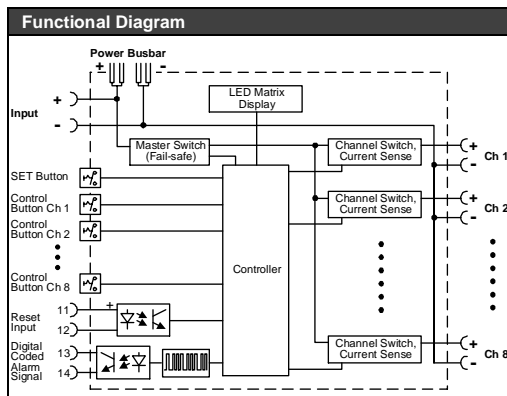 Functional Diagram
Power Busbar
+ -
Input
+
-
LED Matrix
Display
Master Switch
(Fail-safe)
Channel Switch,
Current Sense
+
-
Ch 1
SET Button
Control
Button Ch 1
Control
Button Ch 2
Channel Switch,
Current Sense
+
-
Ch 2
Controller
Control
Button Ch 8
Reset
Input
11
+
12
Digital
Coded
Alarm
Signal
13
14
Channel Switch,
Current Sense
+
-
Ch 8